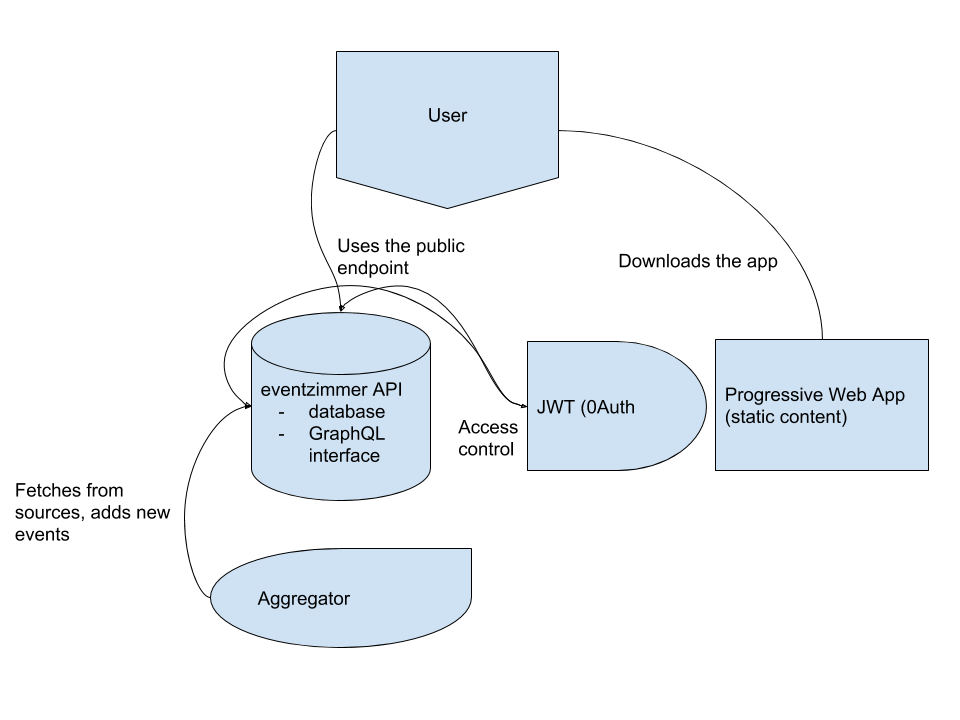 User
Uses the public
endpoint
Downloads the app
eventzimmer API
- database
- GraphQL
interface
JWT (0Auth
Progressive Web App
(static content)
Access
control
Fetches from
sources, adds new
events
Aggregator